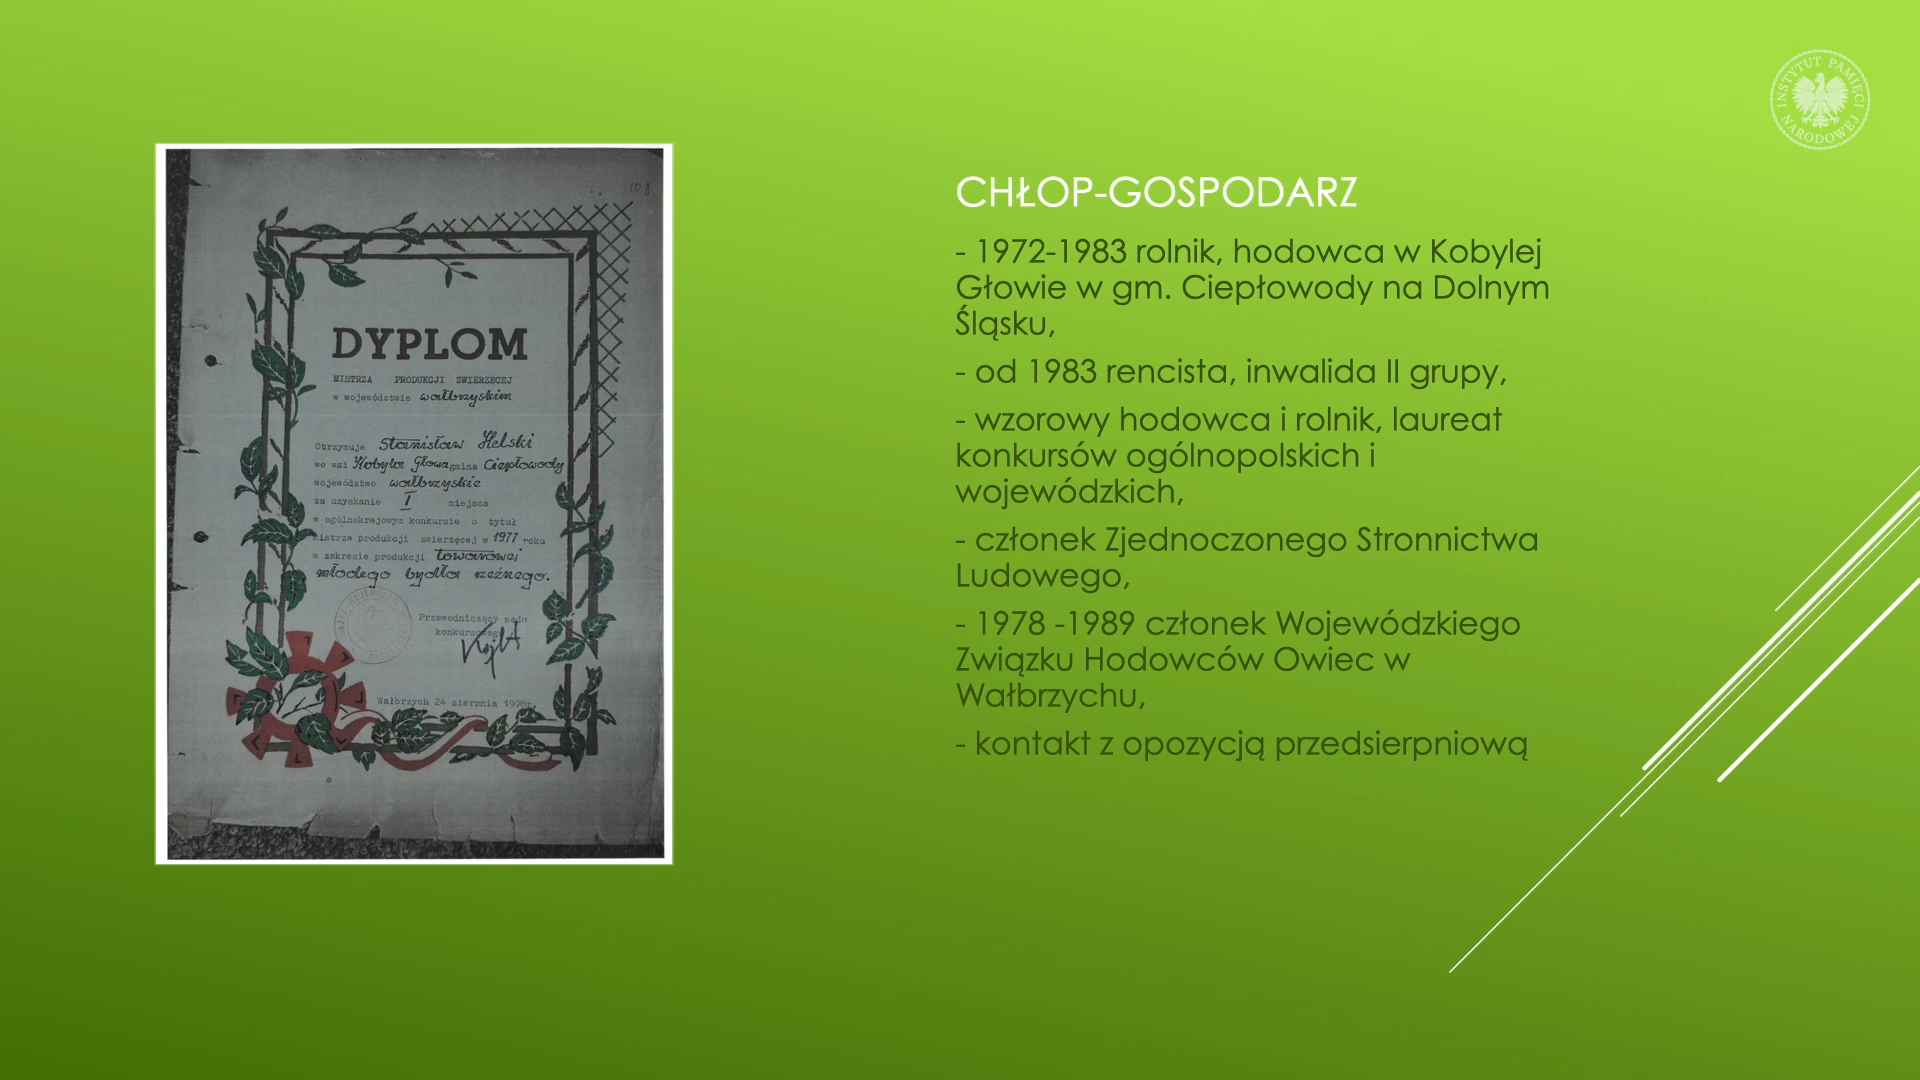 INSTYTUT PAMIĘCI NARODOWEJ
108
DYPLOM
MISTRZA PRODUKCJI ZWIERZĘCEJ
w województwie wałbrzyskim
Otrzymuje Stanisław Helski
we wsi Kobyla Głowa gmina Ciepłowody
województwo wałbrzyskie
za uzyskanie I miejsca
w ogólnokrajowym konkursie o tytuł
mistrza produkcji zwierzęcej w 1977 roku
w zakresie produkcji towarowej
młodego bydła rzeźnego.
Przewodniczący sądu
konkursowego
Wałbrzych 24 sierpnia 1978r.
CHŁOP-GOSPODARZ
- 1972-1983 rolnik, hodowca w Kobylej
Głowie w gm. Ciepłowody na Dolnym
Śląsku,
- od 1983 rencista, inwalida II grupy,
- wzorowy hodowca i rolnik, laureat
konkursów ogólnopolskich i
wojewódzkich,
- członek Zjednoczonego Stronnictwa
Ludowego,
- 1978 -1989 członek Wojewódzkiego
Związku Hodowców Owiec w
Wałbrzychu,
- kontakt z opozycją przedsierpniową